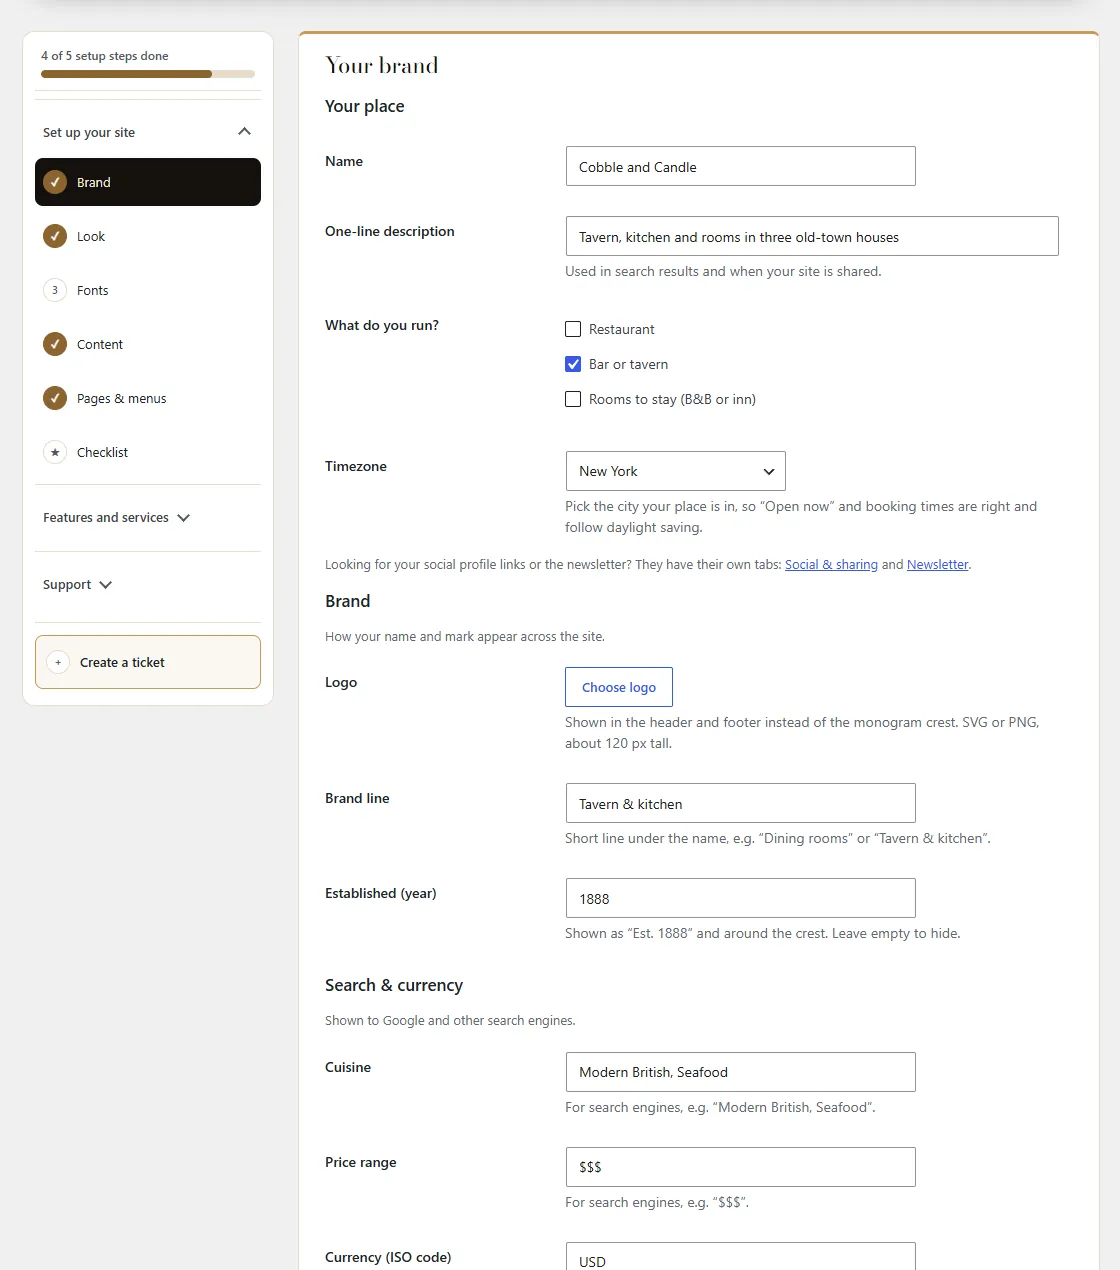 4 of 5 setup steps done
Set up your site
Brand
Look
3 Fonts
Content
Pages & menus
Checklist
Features and services
Support
+ Create a ticket
Your brand
Your place
Name
Cobble and Candle
One-line description
Tavern, kitchen and rooms in three old-town houses
Used in search results and when your site is shared.
What do you run?
Restaurant
Bar or tavern
Rooms to stay (B&B or inn)
Timezone
New York
Pick the city your place is in, so “Open now” and booking times are right and
follow daylight saving.
Looking for your social profile links or the newsletter? They have their own tabs: Social & sharing and Newsletter.
Brand
How your name and mark appear across the site.
Logo
Choose logo
Shown in the header and footer instead of the monogram crest. SVG or PNG,
about 120 px tall.
Brand line
Tavern & kitchen
Short line under the name, e.g. “Dining rooms” or “Tavern & kitchen”.
Established (year)
1888
Shown as “Est. 1888” and around the crest. Leave empty to hide.
Search & currency
Shown to Google and other search engines.
Cuisine
Modern British, Seafood
For search engines, e.g. “Modern British, Seafood”.
Price range
$$$
For search engines, e.g. “$$$”.
Currency (ISO code)
USD